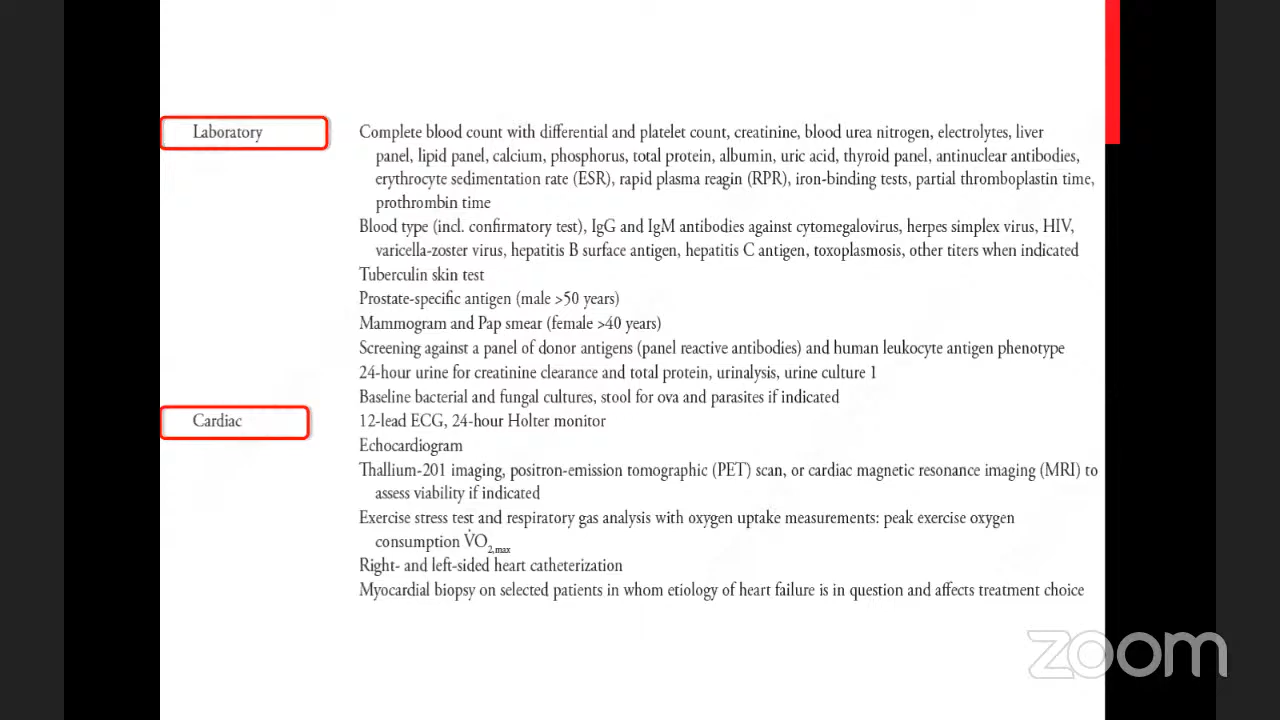 Laboratory
Complete blood count with differential and platelet count, creatinine, blood urea nitrogen, electrolytes, liver
panel, lipid panel, calcium, phosphorus, total protein, albumin, uric acid, thyroid panel, antinuclear antibodies,
erythrocyte sedimentation rate (ESR), rapid plasma reagin (RPR), iron-binding tests, partial thromboplastin time,
prothrombin time
Blood type (incl. confirmatory test), IgG and IgM antibodies against cytomegalovirus, herpes simplex virus, HIV,
varicella-zoster virus, hepatitis B surface antigen, hepatitis C antigen, toxoplasmosis, other titers when indicated
Tuberculin skin test
Prostate-specific antigen (male >50 years)
Mammogram and Pap smear (female >40 years)
Screening against a panel of donor antigens (panel reactive antibodies) and human leukocyte antigen phenotype
24-hour urine for creatinine clearance and total protein, urinalysis, urine culture 1
Baseline bacterial and fungal cultures, stool for ova and parasites if indicated
Cardiac
12-lead ECG, 24-hour Holter monitor
Echocardiogram
Thallium-201 imaging, positron-emission tomographic (PET) scan, or cardiac magnetic resonance imaging (MRI) to
assess viability if indicated
Exercise stress test and respiratory gas analysis with oxygen uptake measurements: peak exercise oxygen
consumption V̇O2,max
Right- and left-sided heart catheterization
Myocardial biopsy on selected patients in whom etiology of heart failure is in question and affects treatment choice
zoom